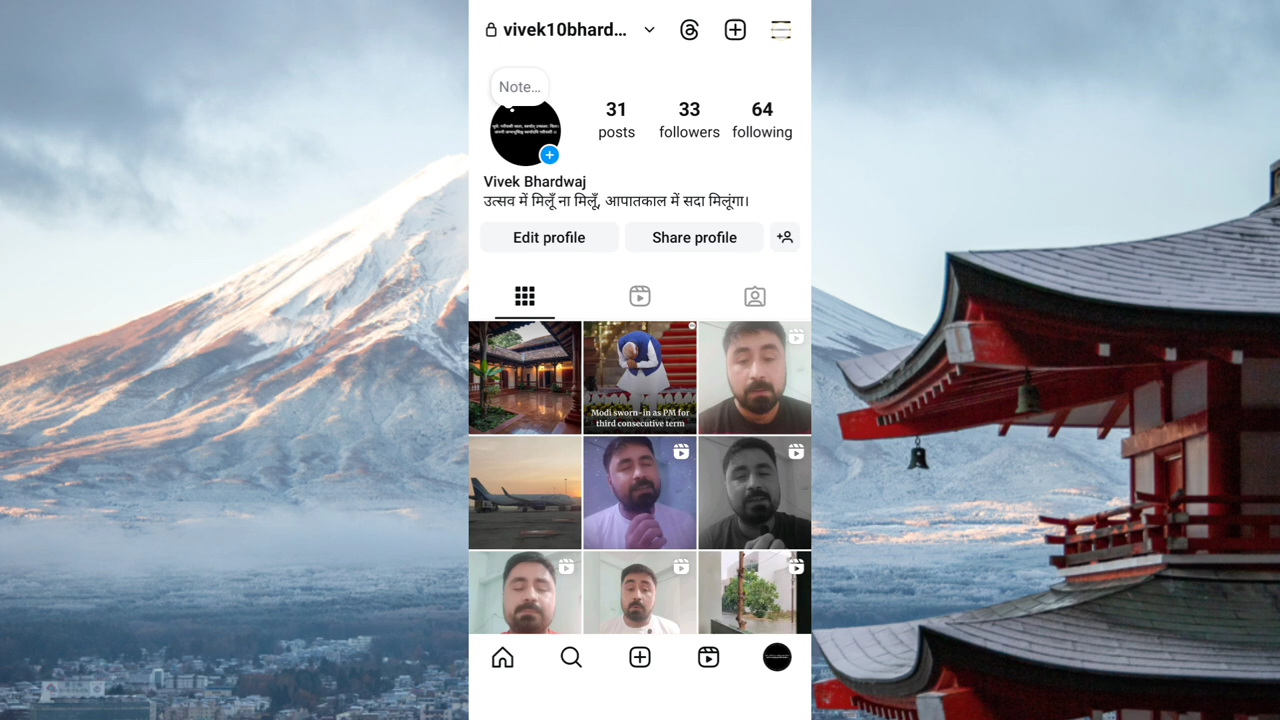 vivek10bhard...
Note...
31 33 64
posts followers following
Vivek Bhardwaj
उत्सव में मिलूँ ना मिलूँ, आपातकाल में सदा मिलूंगा।
Edit profile Share profile
Modi sworn-in as PM for
third consecutive term